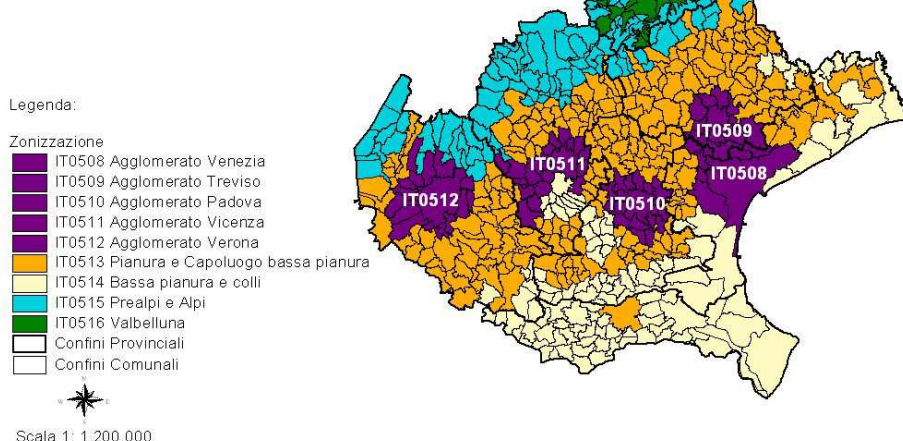 Legenda:
Zonizzazione
IT0508 Agglomerato Venezia
IT0509 Agglomerato Treviso
IT0510 Agglomerato Padova
IT0511 Agglomerato Vicenza
IT0512 Agglomerato Verona
IT0513 Pianura e Capoluogo bassa pianura
IT0514 Bassa pianura e colli
IT0515 Prealpi e Alpi
IT0516 Valbelluna
Confini Provinciali
Confini Comunali
Scala 1: 1.200.000
IT0509
IT0511
IT0508
IT0512
IT0510